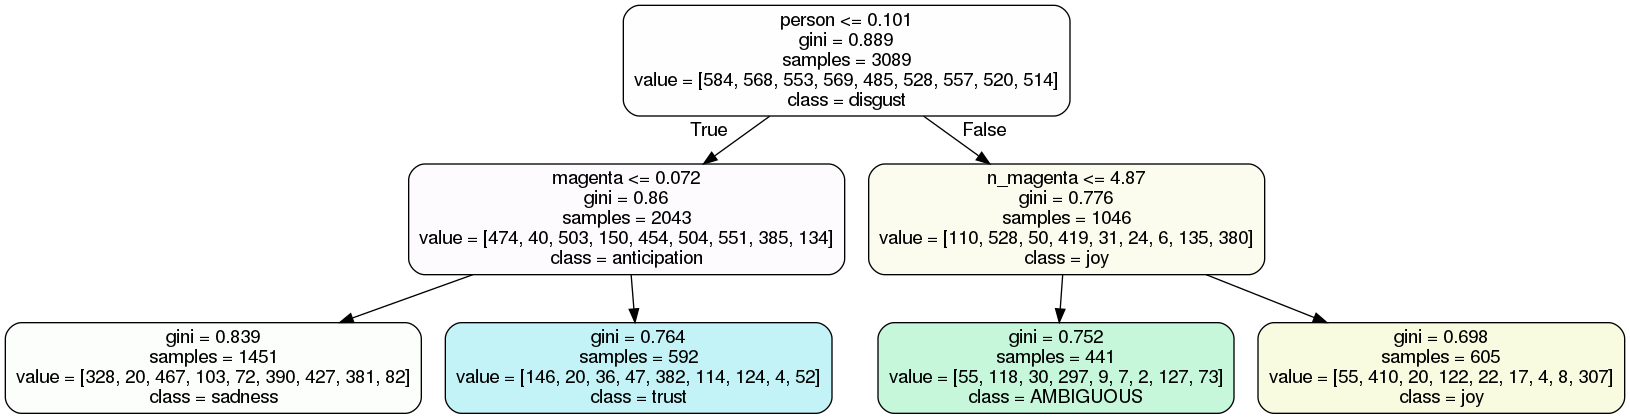 person <= 0.101
gini = 0.889
samples = 3089
value = [584, 568, 553, 569, 485, 528, 557, 520, 514]
class = disgust
True
False
magenta <= 0.072
gini = 0.86
samples = 2043
value = [474, 40, 503, 150, 454, 504, 551, 385, 134]
class = anticipation
n_magenta <= 4.87
gini = 0.776
samples = 1046
value = [110, 528, 50, 419, 31, 24, 6, 135, 380]
class = joy
gini = 0.839
samples = 1451
value = [328, 20, 467, 103, 72, 390, 427, 381, 82]
class = sadness
gini = 0.764
samples = 592
value = [146, 20, 36, 47, 382, 114, 124, 4, 52]
class = trust
gini = 0.752
samples = 441
value = [55, 118, 30, 297, 9, 7, 2, 127, 73]
class = AMBIGUOUS
gini = 0.698
samples = 605
value = [55, 410, 20, 122, 22, 17, 4, 8, 307]
class = joy